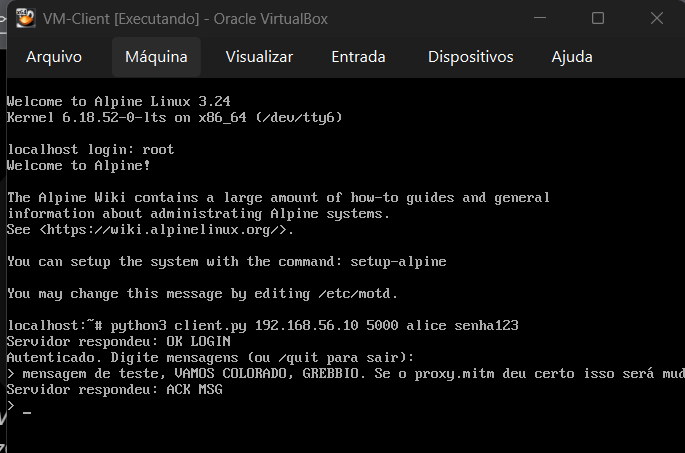 VM-Client [Executando] - Oracle VirtualBox
Arquivo Máquina Visualizar Entrada Dispositivos Ajuda
Welcome to Alpine Linux 3.24
Kernel 6.18.52-0-lts on x86_64 (/dev/tty6)
localhost login: root
Welcome to Alpine!
The Alpine Wiki contains a large amount of how-to guides and general
information about administrating Alpine systems.
See <https://wiki.alpinelinux.org/>.
You can setup the system with the command: setup-alpine
You may change this message by editing /etc/motd.
localhost:~# python3 client.py 192.168.56.10 5000 alice senha123
Servidor respondeu: OK LOGIN
Autenticado. Digite mensagens (ou /quit para sair):
> mensagem de teste, VAMOS COLORADO, GREBBIO. Se o proxy.mitm deu certo isso será mud
Servidor respondeu: ACK MSG
> _